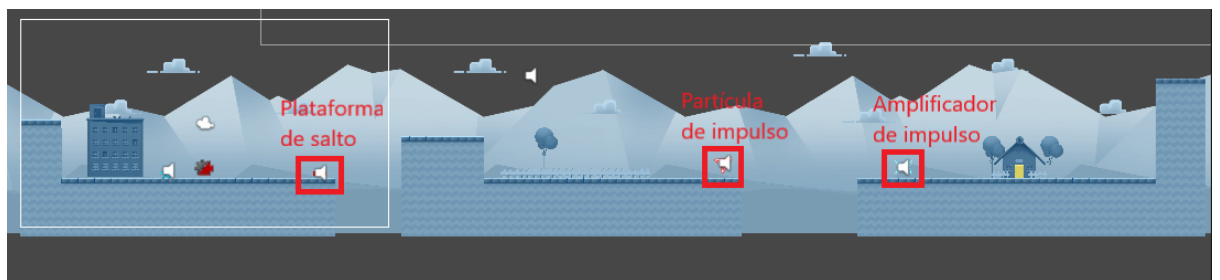 Plataforma
de salto
Partícula
de impulso
Amplificador
de impulso